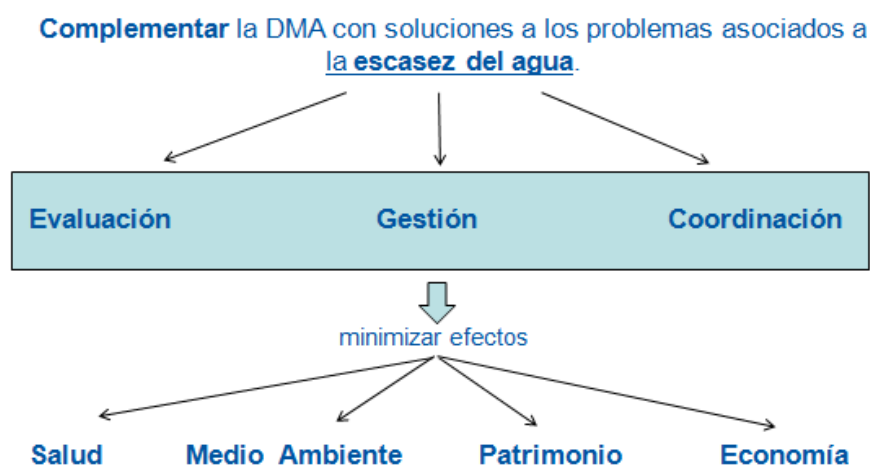 Complementar la DMA con soluciones a los problemas asociados a
la escasez del agua.
Evaluación Gestión Coordinación
minimizar efectos
Salud Medio Ambiente Patrimonio Economía